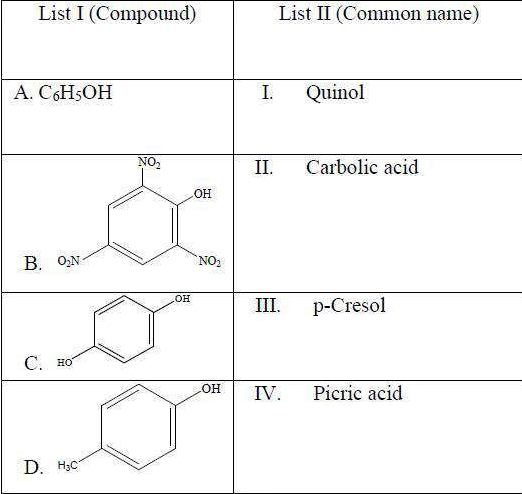 List I (Compound) List II (Common name)
A. C₆H₅OH I. Quinol
NO₂
OH
B. O₂N NO₂
II. Carbolic acid
OH
C. HO
III. p-Cresol
OH
D. H₃C
IV. Picric acid